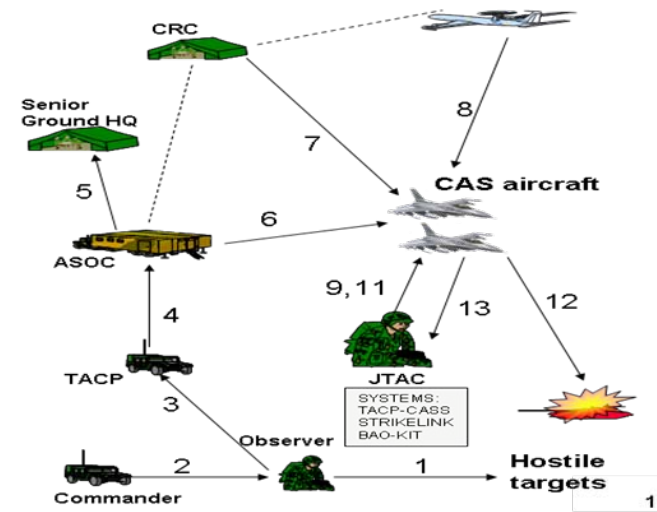 CRC
8
Senior
Ground HQ
7
CAS aircraft
5
6
ASOC
9,11
13
12
4
TACP
JTAC
SYSTEMS:
TACP-CASS
STRIKELINK
BAO-KIT
3
Observer
2
1
Hostile
targets
Commander
1